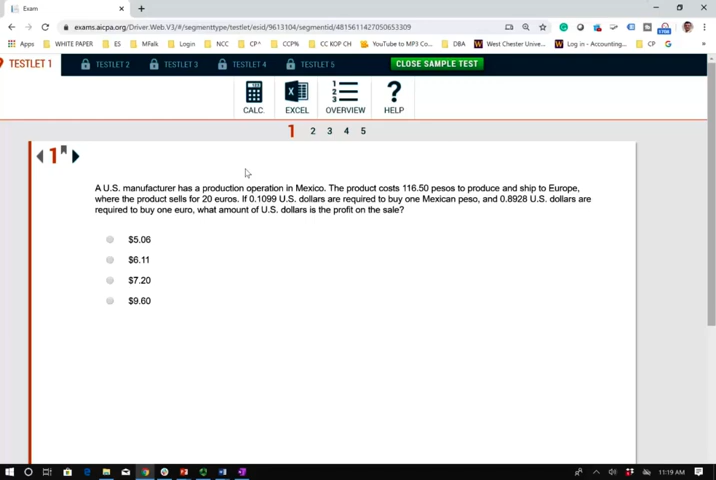 Exam
exams.aicpa.org/Driver.Web.V3/#/segmenttype/testlet/esid/9613104/segmentid/4815611427050653309
Apps WHITE PAPER ES MFalk Login NCC CP^ CCP% CC KOP CH YouTube to MP3 Co... DBA West Chester Unive... Log in - Accounting... CP
TESTLET 1 TESTLET 2 TESTLET 3 TESTLET 4 TESTLET 5 CLOSE SAMPLE TEST
CALC. EXCEL OVERVIEW HELP
1 2 3 4 5
1
A U.S. manufacturer has a production operation in Mexico. The product costs 116.50 pesos to produce and ship to Europe,
where the product sells for 20 euros. If 0.1099 U.S. dollars are required to buy one Mexican peso, and 0.8928 U.S. dollars are
required to buy one euro, what amount of U.S. dollars is the profit on the sale?
$5.06
$6.11
$7.20
$9.60
11:19 AM